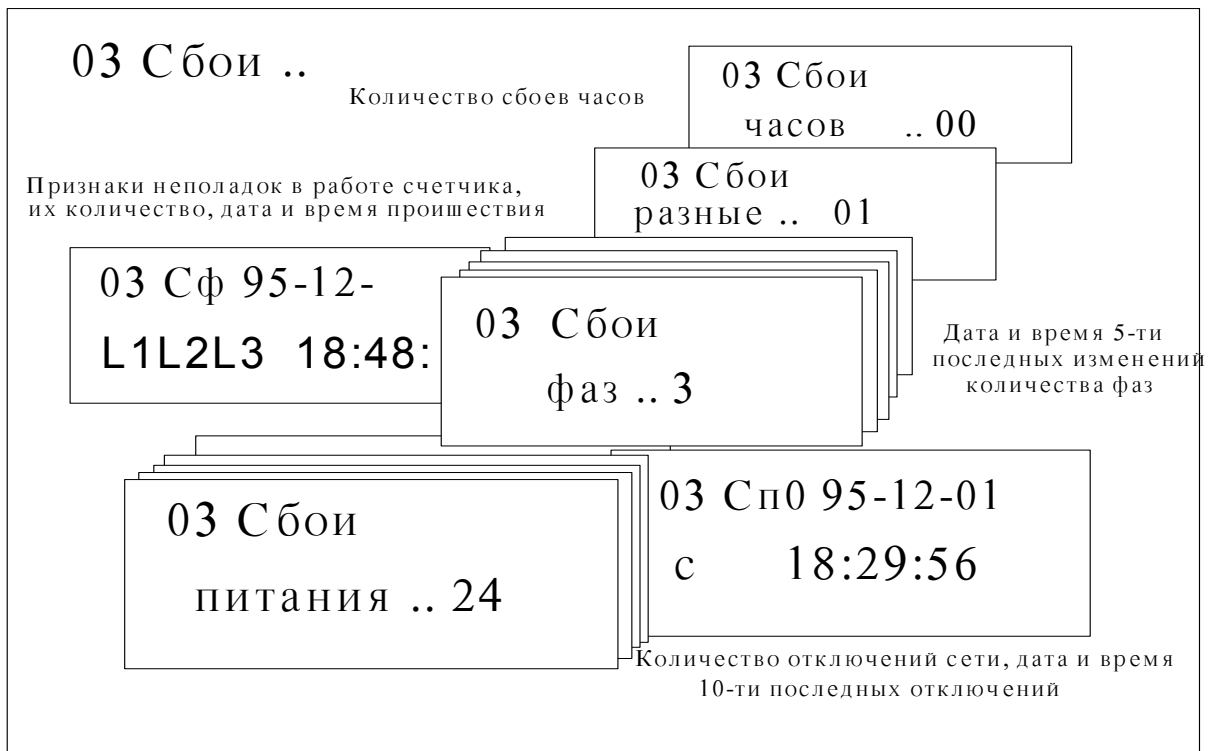 03 Сбои ..
Количество сбоев часов
03 Сбои
часов .. 00
Признаки неполадок в работе счетчика,
их количество, дата и время проишествия
03 Сбои
разные .. 01
03 Сф 95-12-
L1L2L3 18:48:
03 Сбои
фаз .. 3
Дата и время 5-ти
последных изменений
количества фаз
03 Сбои
питания .. 24
03 Сп0 95-12-01
с 18:29:56
Количество отключений сети, дата и время
10-ти последных отключений